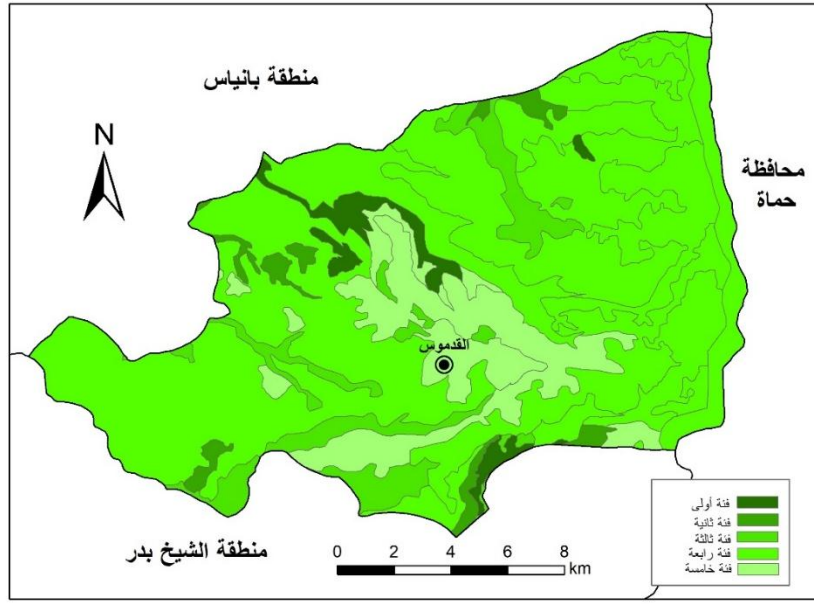 منطقة بانياس
N
محافظة
حماة
القدموس
فئة أولى
فئة ثانية
فئة ثالثة
فئة رابعة
فئة خامسة
منطقة الشيخ بدر
0 2 4 6 8
km